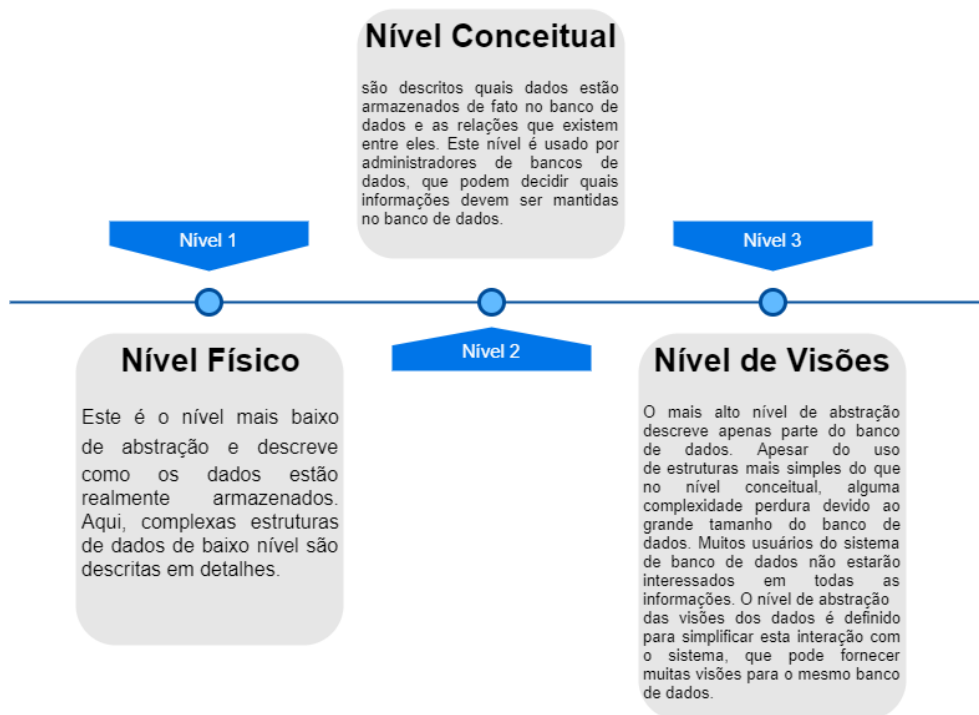 Nível Conceitual
são descritos quais dados estão
armazenados de fato no banco de
dados e as relações que existem
entre eles. Este nível é usado por
administradores de bancos de
dados, que podem decidir quais
informações devem ser mantidas
no banco de dados.
Nível 1
Nível 3
Nível 2
Nível Físico
Este é o nível mais baixo
de abstração e descreve
como os dados estão
realmente armazenados.
Aqui, complexas estruturas
de dados de baixo nível são
descritas em detalhes.
Nível de Visões
O mais alto nível de abstração
descreve apenas parte do banco
de dados. Apesar do uso
de estruturas mais simples do que
no nível conceitual, alguma
complexidade perdura devido ao
grande tamanho do banco de
dados. Muitos usuários do sistema
de banco de dados não estarão
interessados em todas as
informações. O nível de abstração
das visões dos dados é definido
para simplificar esta interação com
o sistema, que pode fornecer
muitas visões para o mesmo banco
de dados.